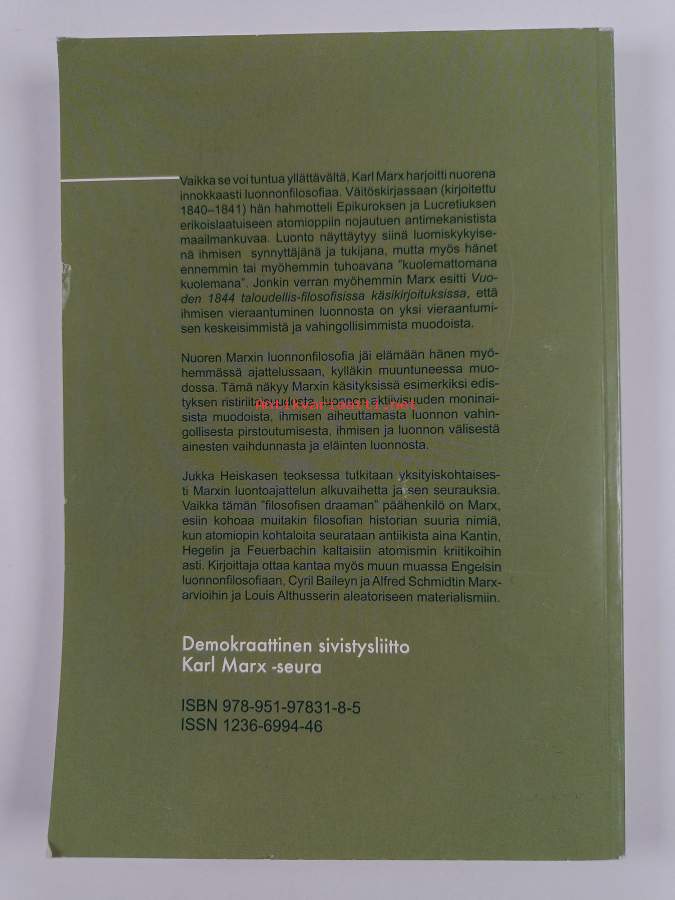 Vaikka se voi tuntua yllättävältä, Karl Marx harjoitti nuorena
innokkaasti luonnonfilosofiaa. Väitöskirjassaan (kirjoitettu
1840–1841) hän hahmotteli Epikuroksen ja Lucretiuksen
erikoislaatuiseen atomioppiin nojautuen antimekanistista
maailmankuvaa. Luonto näyttäytyy siinä luomiskykyise-
nä ihmisen synnyttäjänä ja tukijana, mutta myös hänet
ennemmin tai myöhemmin tuhoavana "kuolemattomana
kuolemana". Jonkin verran myöhemmin Marx esitti Vuo-
den 1844 taloudellis-filosofisissa käsikirjoituksissa, että
ihmisen vieraantuminen luonnosta on yksi vieraantumi-
sen keskeisimmistä ja vahingollisimmista muodoista.
Nuoren Marxin luonnonfilosofia jäi elämään hänen myö-
hemmässä ajattelussaan, kylläkin muuntuneessa muo-
dossa. Tämä näkyy Marxin käsityksissä esimerkiksi edis-
tyksen ristiriitaisuudesta, luonnon aktiivisuuden moninai-
Antikvariaatti.net
sista muodoista, ihmisen aiheuttamasta luonnon vahin-
gollisesta pirstoutumisesta, ihmisen ja luonnon välisestä
ainesten vaihdunnasta ja eläinten luonnosta.
Jukka Heiskasen teoksessa tutkitaan yksityiskohtaises-
ti Marxin luontoajattelun alkuvaihetta ja sen seurauksia.
Vaikka tämän "filosofisen draaman" päähenkilö on Marx,
esiin kohoaa muitakin filosofian historian suuria nimiä,
kun atomiopin kohtaloita seurataan antiikista aina Kantin,
Hegelin ja Feuerbachin kaltaisiin atomismin kriitikoihin
asti. Kirjoittaja ottaa kantaa myös muun muassa Engelsin
luonnonfilosofiaan, Cyril Baileyn ja Alfred Schmidtin Marx-
arvioihin ja Louis Althusserin aleatoriseen materialismiin.
Demokraattinen sivistysliitto
Karl Marx -seura
ISBN 978-951-97831-8-5
ISSN 1236-6994-46